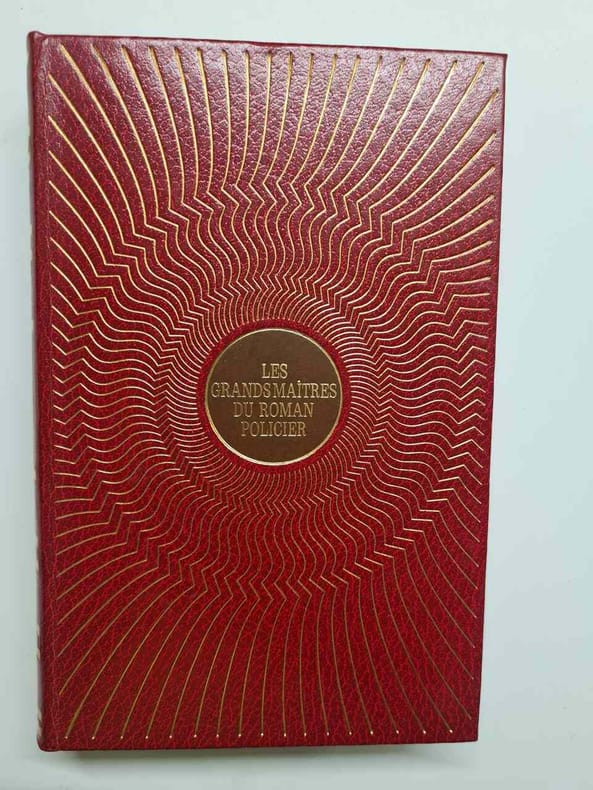 LES
GRANDS MAÎTRES
DU ROMAN
POLICIER